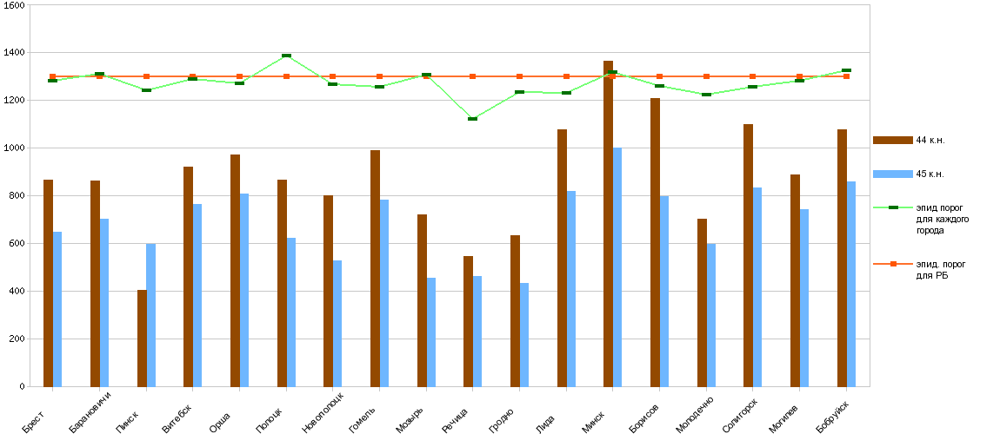 1600
1400
1200
1000
800
600
400
200
0
Брест
Барановичи
Пинск
Витебск
Орша
Полоцк
Новополоцк
Гомель
Мозырь
Речица
Гродно
Лида
Минск
Борисов
Молодечно
Солигорск
Могилев
Бобруйск
44 к.н.
45 к.н.
эпид порог
для каждого
города
эпид. порог
для РБ